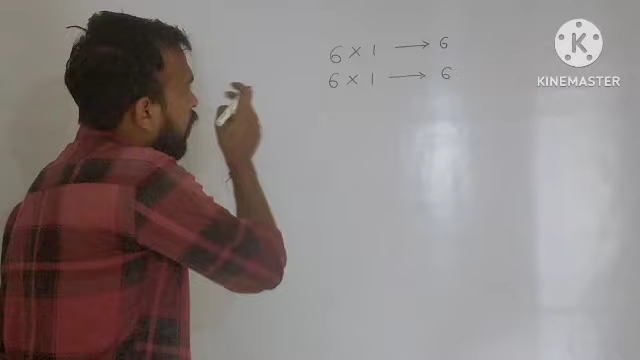 6 × 1 → 6
6 × 1 → 6
K
KINEMASTER